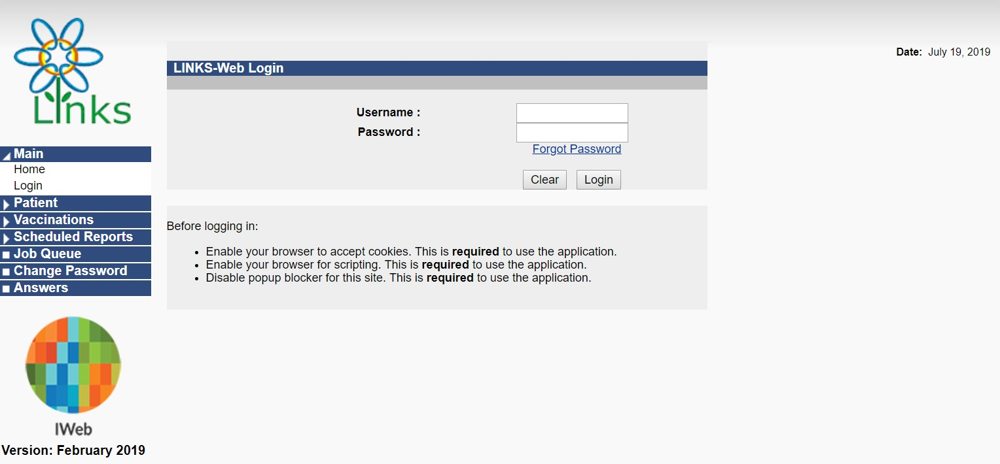 Links
Date: July 19, 2019
LINKS-Web Login
Username :
Password :
Forgot Password
Clear Login
Main
Home
Login
Patient
Vaccinations
Scheduled Reports
Job Queue
Change Password
Answers
Before logging in:
• Enable your browser to accept cookies. This is required to use the application.
• Enable your browser for scripting. This is required to use the application.
• Disable popup blocker for this site. This is required to use the application.
IWeb
Version: February 2019